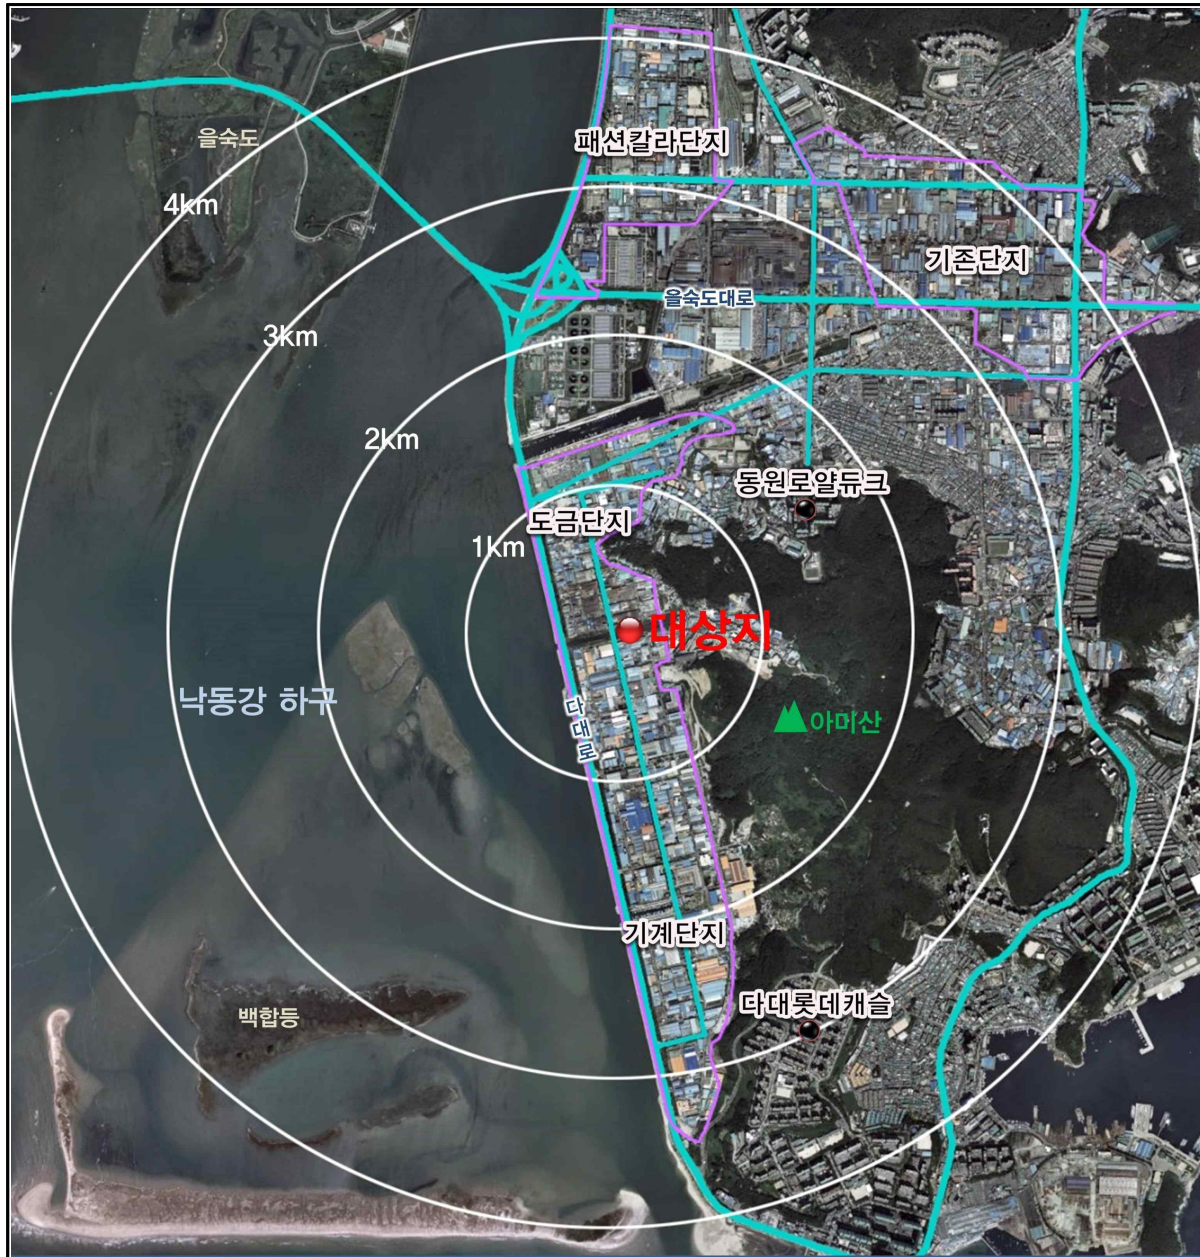 을숙도
패션칼라단지
4km
기존단지
을숙도대로
3km
2km
동원로얄듀크
도금단지
1km
대상지
낙동강 하구
다대로
아미산
기계단지
다대롯데캐슬
백합등